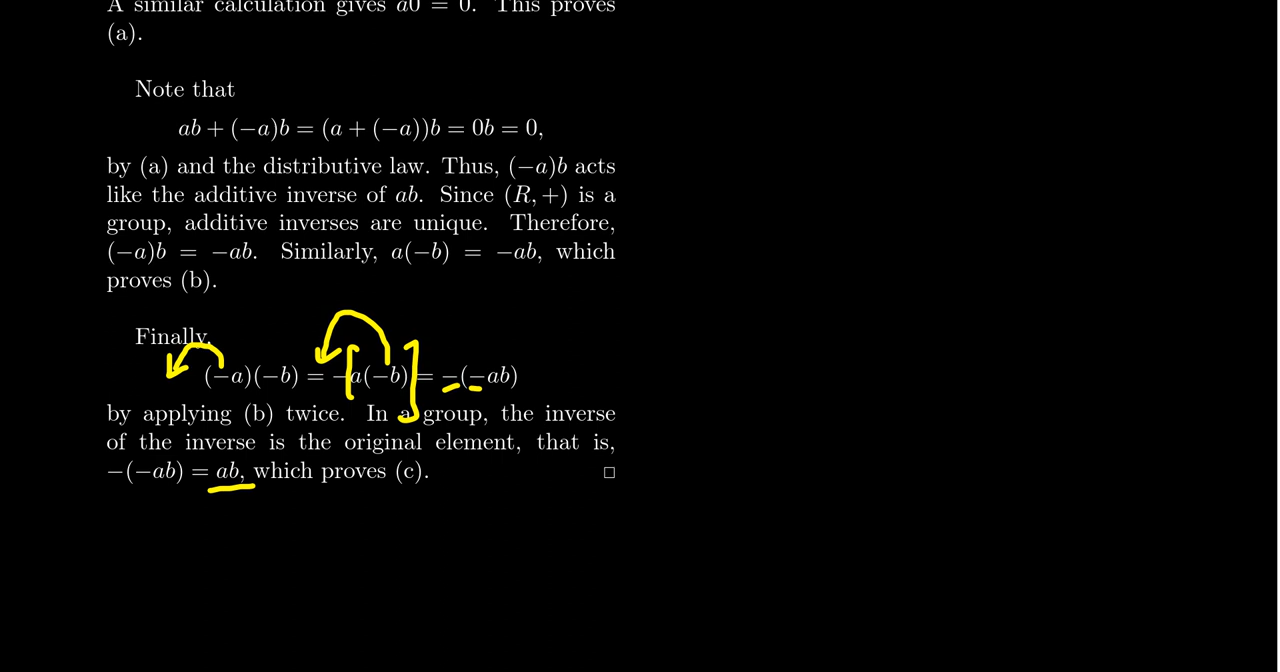 A similar calculation gives a0 = 0. This proves
(a).
Note that
ab + (−a)b = (a + (−a))b = 0b = 0,
by (a) and the distributive law. Thus, (−a)b acts
like the additive inverse of ab. Since (R, +) is a
group, additive inverses are unique. Therefore,
(−a)b = −ab. Similarly, a(−b) = −ab, which
proves (b).
Finally,
(−a)(−b) = −[a(−b)] = −(−ab)
by applying (b) twice. In a group, the inverse
of the inverse is the original element, that is,
−(−ab) = ab, which proves (c). □